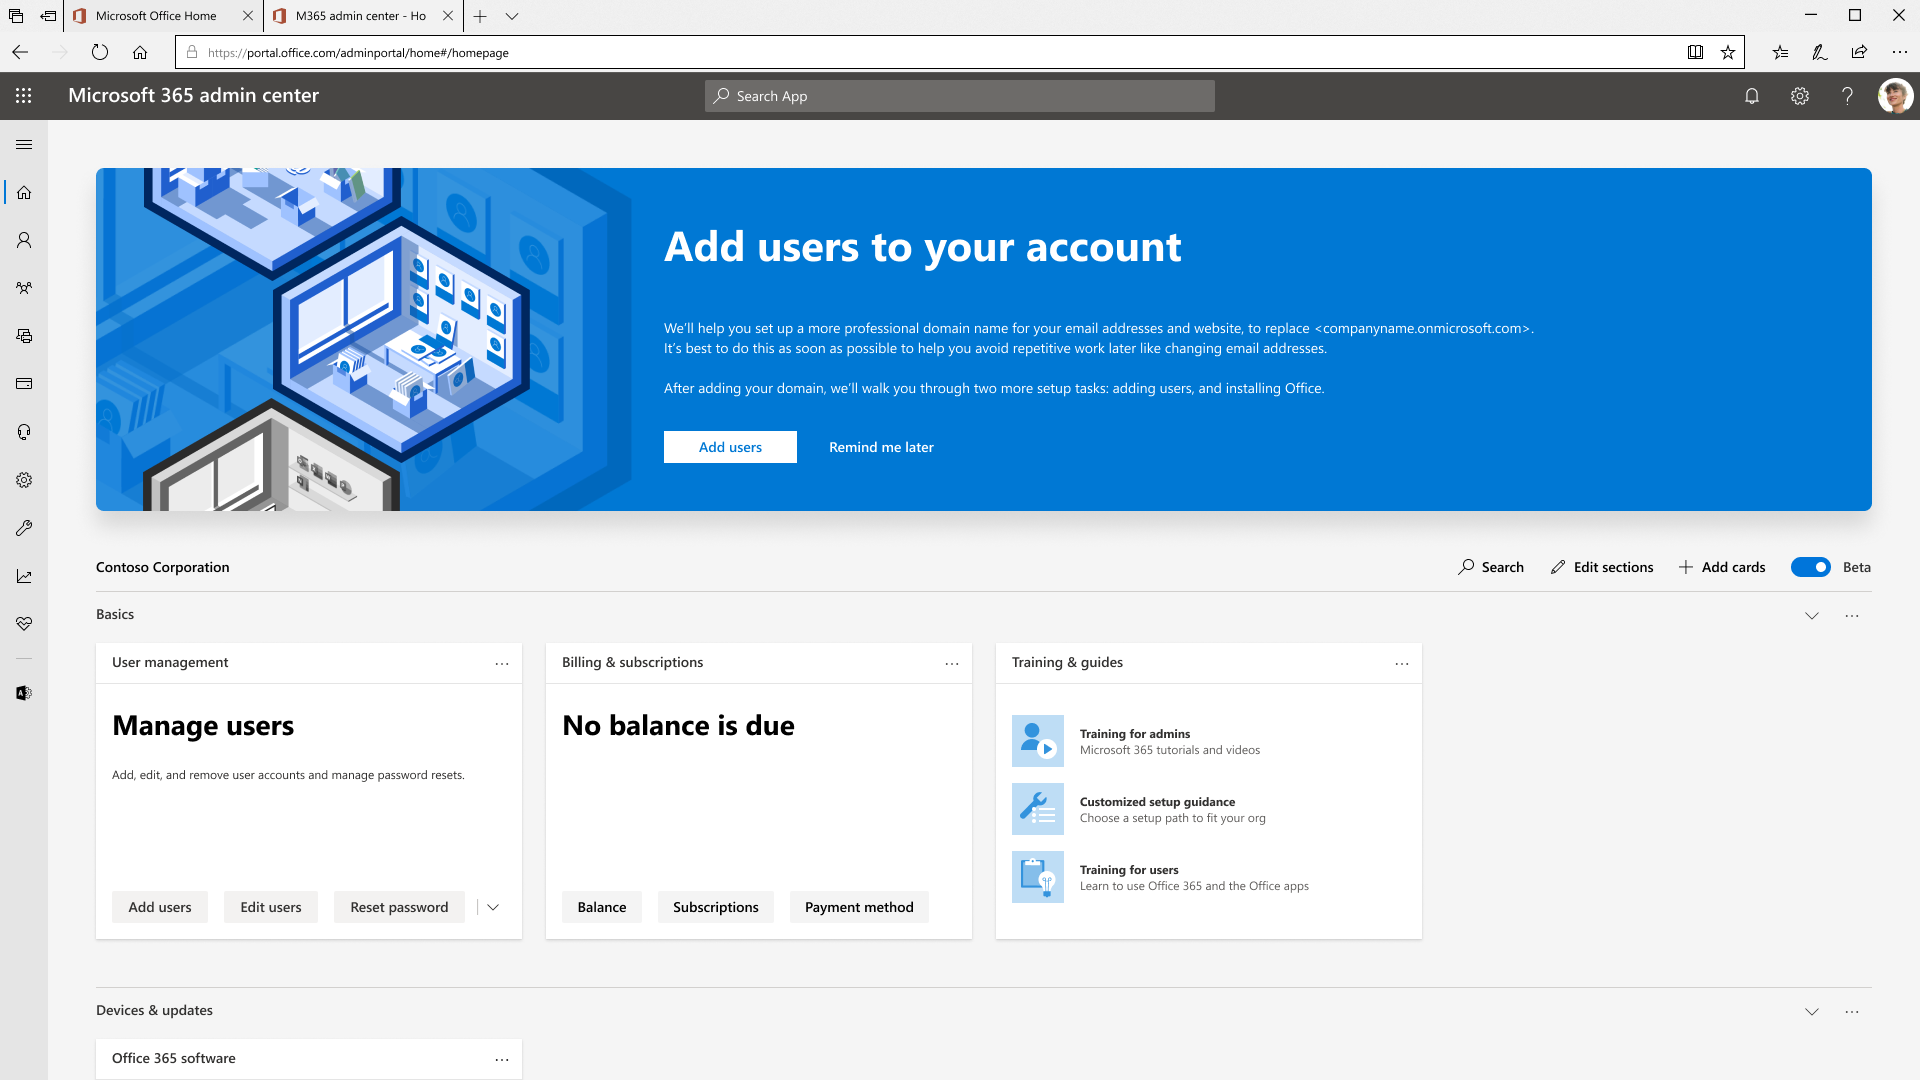 Microsoft Office Home
M365 admin center - Ho
https://portal.office.com/adminportal/home#/homepage
Microsoft 365 admin center
Search App
Add users to your account
We'll help you set up a more professional domain name for your email addresses and website, to replace <companyname.onmicrosoft.com>.
It's best to do this as soon as possible to help you avoid repetitive work later like changing email addresses.
After adding your domain, we'll walk you through two more setup tasks: adding users, and installing Office.
Add users
Remind me later
Contoso Corporation
Search
Edit sections
Add cards
Beta
Basics
User management
Manage users
Add, edit, and remove user accounts and manage password resets.
Add users
Edit users
Reset password
Billing & subscriptions
No balance is due
Balance
Subscriptions
Payment method
Training & guides
Training for admins
Microsoft 365 tutorials and videos
Customized setup guidance
Choose a setup path to fit your org
Training for users
Learn to use Office 365 and the Office apps
Devices & updates
Office 365 software